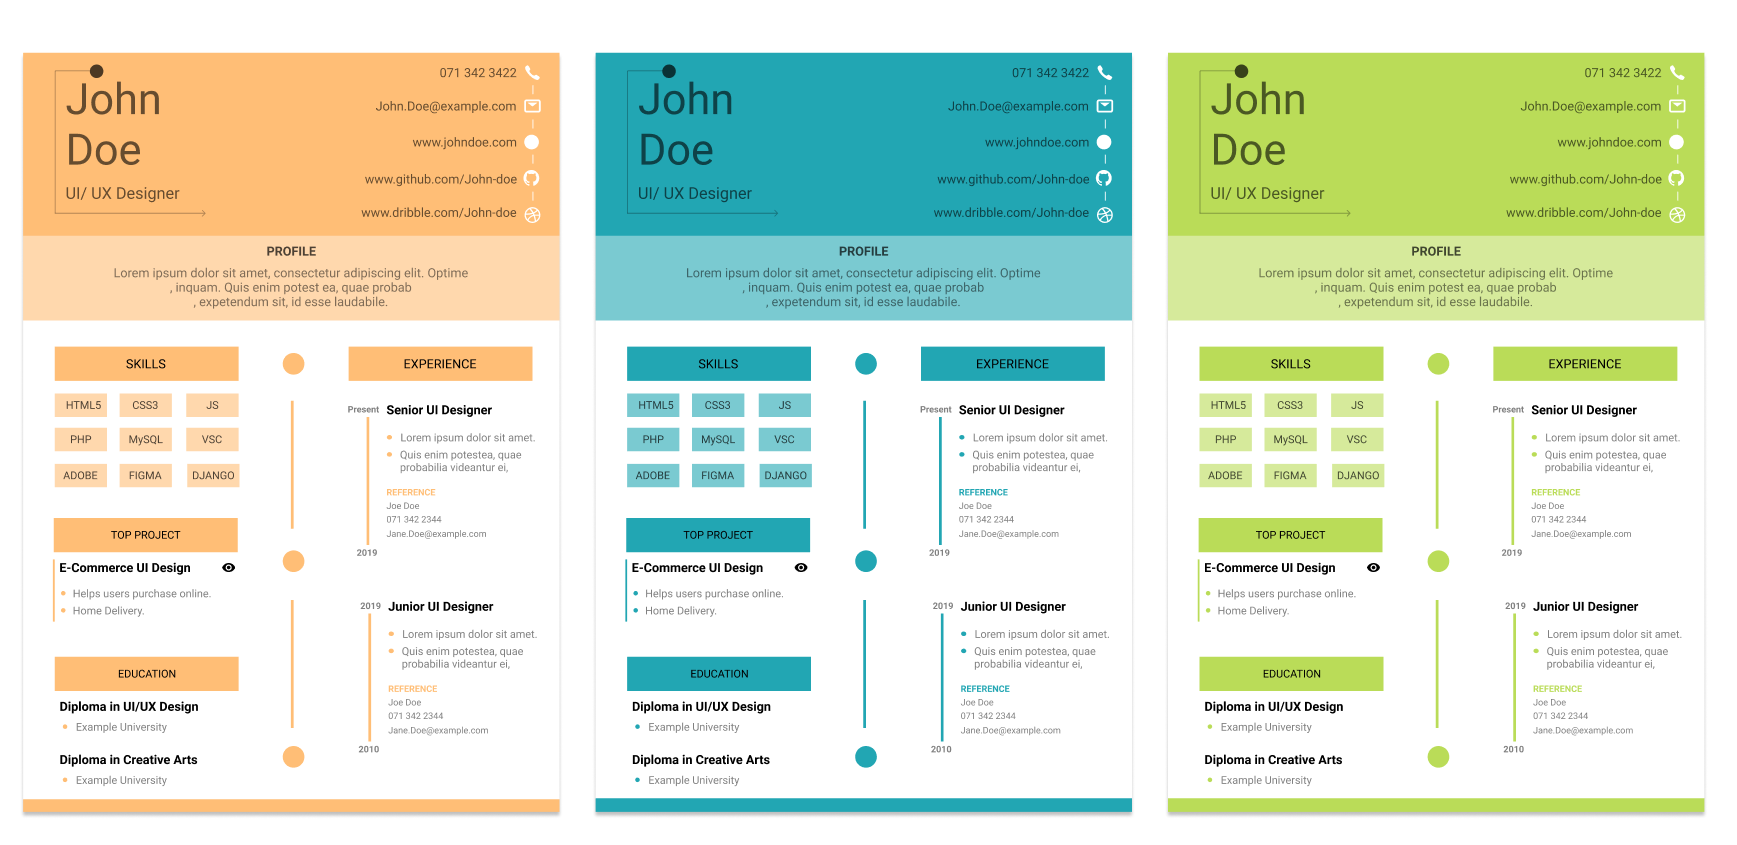 John
Doe
UI/ UX Designer
071 342 3422
John.Doe@example.com
www.johndoe.com
www.github.com/John-doe
www.dribble.com/John-doe
PROFILE
Lorem ipsum dolor sit amet, consectetur adipiscing elit. Optime
, inquam. Quis enim potest ea, quae probab
, expetendum sit, id esse laudabile.
SKILLS
HTML5 CSS3 JS
PHP MySQL VSC
ADOBE FIGMA DJANGO
TOP PROJECT
E-Commerce UI Design
Helps users purchase online.
Home Delivery.
EDUCATION
Diploma in UI/UX Design
Example University
Diploma in Creative Arts
Example University
EXPERIENCE
Present Senior UI Designer
Lorem ipsum dolor sit amet.
Quis enim potestea, quae
probabilia videantur ei,
REFERENCE
Joe Doe
071 342 2344
Jane.Doe@example.com
2019
2019 Junior UI Designer
Lorem ipsum dolor sit amet.
Quis enim potestea, quae
probabilia videantur ei,
REFERENCE
Joe Doe
071 342 2344
Jane.Doe@example.com
2010
John
Doe
UI/ UX Designer
071 342 3422
John.Doe@example.com
www.johndoe.com
www.github.com/John-doe
www.dribble.com/John-doe
PROFILE
Lorem ipsum dolor sit amet, consectetur adipiscing elit. Optime
, inquam. Quis enim potest ea, quae probab
, expetendum sit, id esse laudabile.
SKILLS
HTML5 CSS3 JS
PHP MySQL VSC
ADOBE FIGMA DJANGO
TOP PROJECT
E-Commerce UI Design
Helps users purchase online.
Home Delivery.
EDUCATION
Diploma in UI/UX Design
Example University
Diploma in Creative Arts
Example University
EXPERIENCE
Present Senior UI Designer
Lorem ipsum dolor sit amet.
Quis enim potestea, quae
probabilia videantur ei,
REFERENCE
Joe Doe
071 342 2344
Jane.Doe@example.com
2019
2019 Junior UI Designer
Lorem ipsum dolor sit amet.
Quis enim potestea, quae
probabilia videantur ei,
REFERENCE
Joe Doe
071 342 2344
Jane.Doe@example.com
2010
John
Doe
UI/ UX Designer
071 342 3422
John.Doe@example.com
www.johndoe.com
www.github.com/John-doe
www.dribble.com/John-doe
PROFILE
Lorem ipsum dolor sit amet, consectetur adipiscing elit. Optime
, inquam. Quis enim potest ea, quae probab
, expetendum sit, id esse laudabile.
SKILLS
HTML5 CSS3 JS
PHP MySQL VSC
ADOBE FIGMA DJANGO
TOP PROJECT
E-Commerce UI Design
Helps users purchase online.
Home Delivery.
EDUCATION
Diploma in UI/UX Design
Example University
Diploma in Creative Arts
Example University
EXPERIENCE
Present Senior UI Designer
Lorem ipsum dolor sit amet.
Quis enim potestea, quae
probabilia videantur ei,
REFERENCE
Joe Doe
071 342 2344
Jane.Doe@example.com
2019
2019 Junior UI Designer
Lorem ipsum dolor sit amet.
Quis enim potestea, quae
probabilia videantur ei,
REFERENCE
Joe Doe
071 342 2344
Jane.Doe@example.com
2010